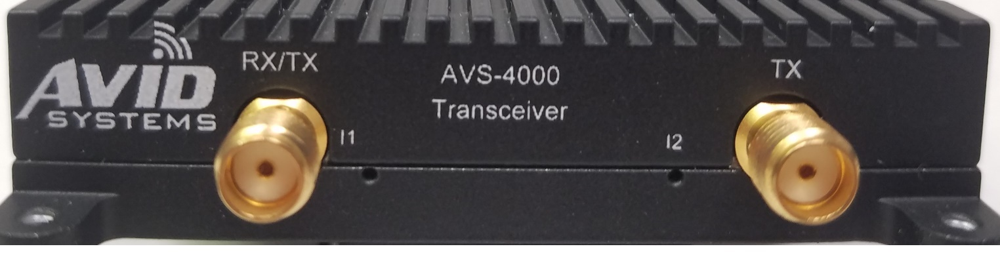 AVID
SYSTEMS
RX/TX
AVS-4000
Transceiver
TX
I1
I2